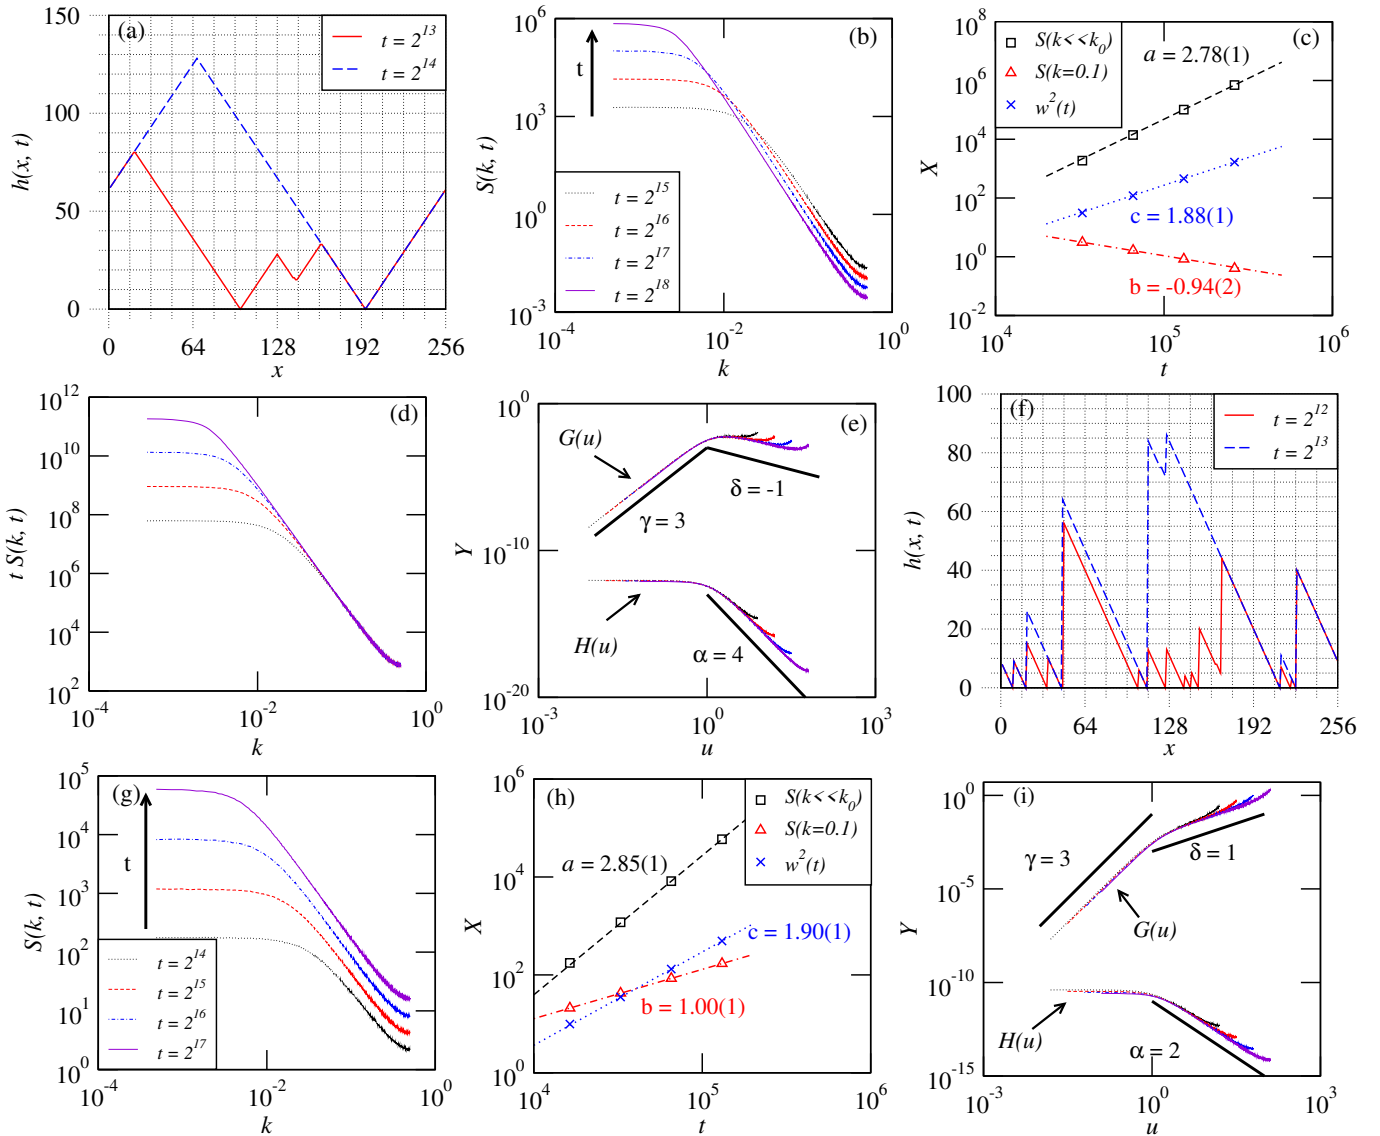 (a)
t = 2^13
t = 2^14
150
100
50
0
h(x, t)
0 64 128 192 256
x
(b)
10^6
10^3
10^0
10^-3
S(k, t)
t
t = 2^15
t = 2^16
t = 2^17
t = 2^18
10^-4 10^-2 10^0
k
(c)
S(k<<k_0)
S(k=0.1)
w^2(t)
a = 2.78(1)
c = 1.88(1)
b = -0.94(2)
10^8
10^6
10^4
10^2
10^0
10^-2
X
10^4 10^5 10^6
t
(d)
10^12
10^10
10^8
10^6
10^4
10^2
t S(k, t)
10^-4 10^-2 10^0
k
(e)
10^0
10^-10
10^-20
Y
G(u)
γ = 3
δ = -1
H(u)
α = 4
10^-3 10^0 10^3
u
(f)
t = 2^12
t = 2^13
100
80
60
40
20
0
h(x, t)
0 64 128 192 256
x
(g)
10^5
10^4
10^3
10^2
10^1
10^0
S(k, t)
t
t = 2^14
t = 2^15
t = 2^16
t = 2^17
10^-4 10^-2 10^0
k
(h)
S(k<<k_0)
S(k=0.1)
w^2(t)
a = 2.85(1)
c = 1.90(1)
b = 1.00(1)
10^6
10^4
10^2
10^0
X
10^4 10^5 10^6
t
(i)
10^0
10^-5
10^-10
10^-15
Y
γ = 3
δ = 1
G(u)
H(u)
α = 2
10^-3 10^0 10^3
u